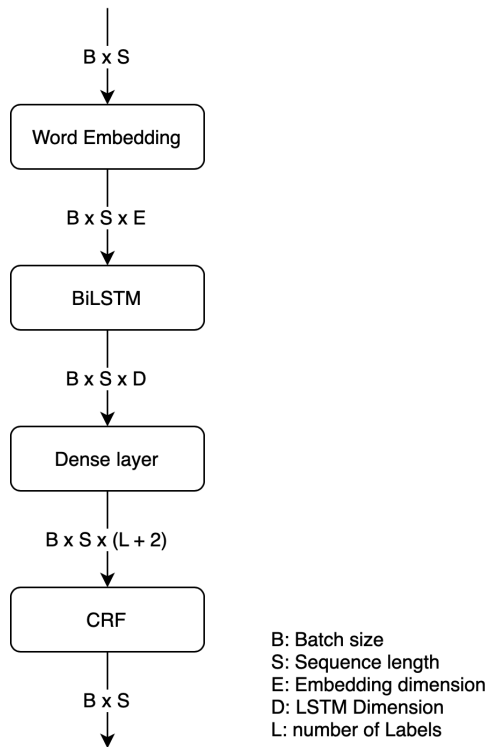 B x S
Word Embedding
B x S x E
BiLSTM
B x S x D
Dense layer
B x S x (L + 2)
CRF
B x S
B: Batch size
S: Sequence length
E: Embedding dimension
D: LSTM Dimension
L: number of Labels